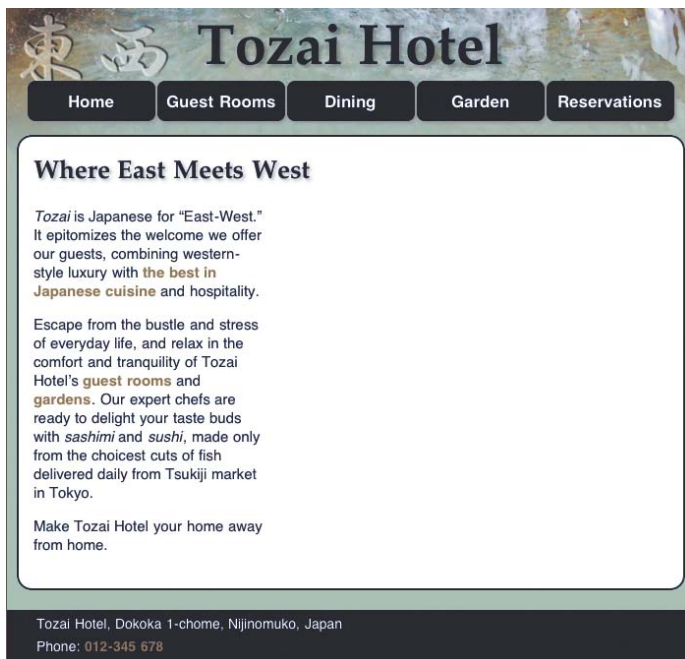 東西 Tozai Hotel
Home Guest Rooms Dining Garden Reservations
Where East Meets West
Tozai is Japanese for “East-West.”
It epitomizes the welcome we offer
our guests, combining western-
style luxury with the best in
Japanese cuisine and hospitality.
Escape from the bustle and stress
of everyday life, and relax in the
comfort and tranquility of Tozai
Hotel’s guest rooms and
gardens. Our expert chefs are
ready to delight your taste buds
with sashimi and sushi, made only
from the choicest cuts of fish
delivered daily from Tsukiji market
in Tokyo.
Make Tozai Hotel your home away
from home.
Tozai Hotel, Dokoka 1-chome, Nijinomuko, Japan
Phone: 012-345 678